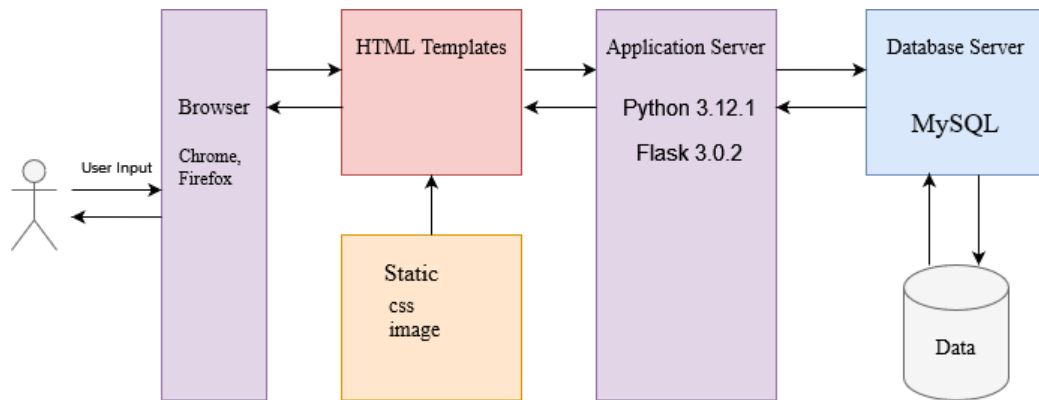 User Input
Browser
Chrome,
Firefox
HTML Templates
Static
css
image
Application Server
Python 3.12.1
Flask 3.0.2
Database Server
MySQL
Data